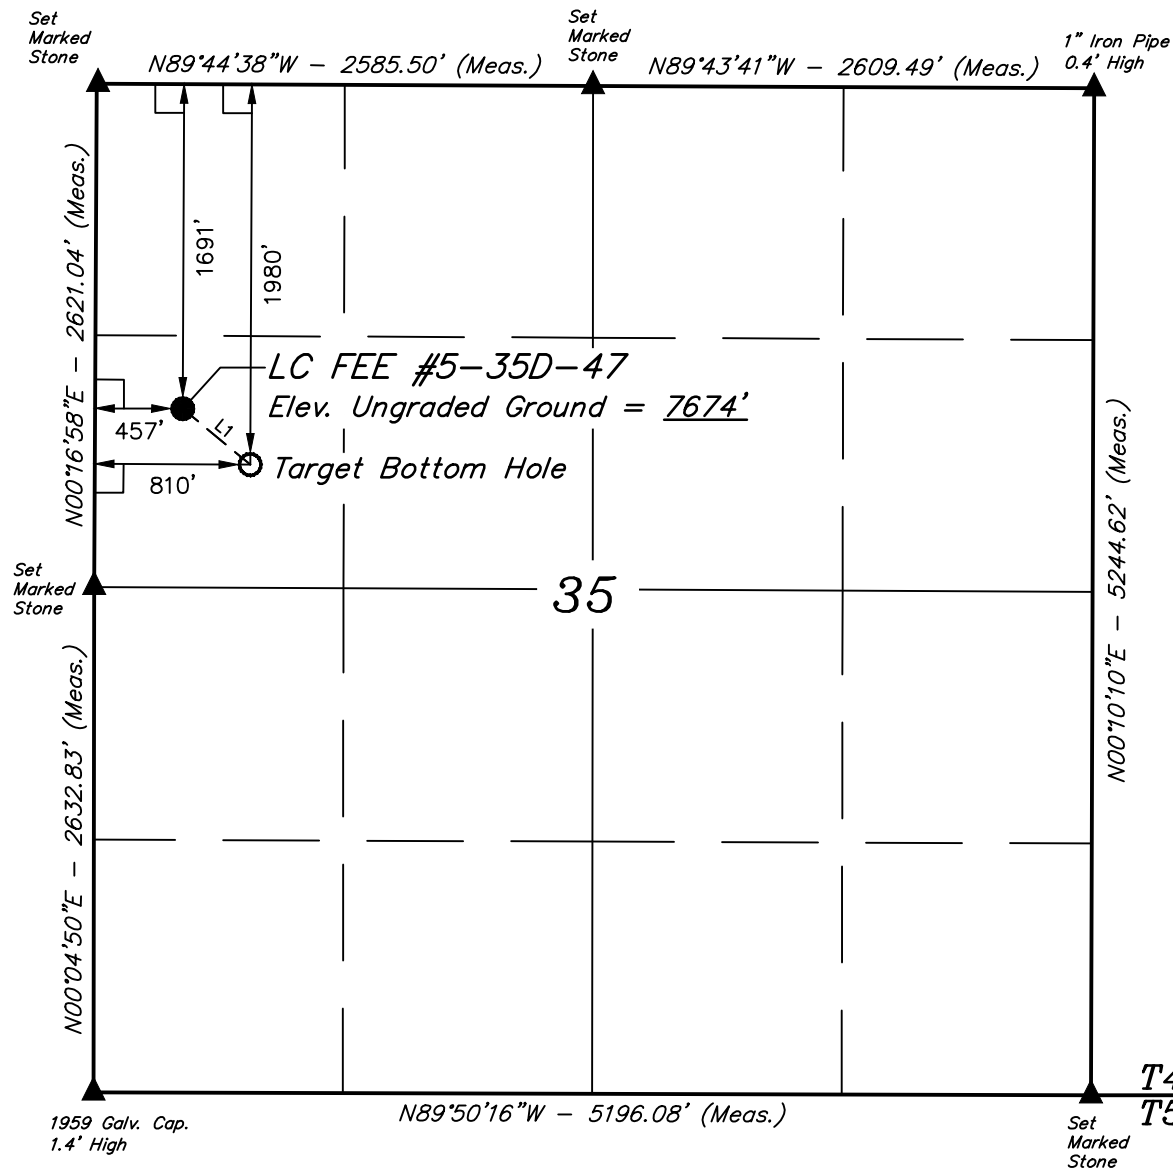 Set
Marked
Stone
Set
Marked
Stone
1" Iron Pipe
0.4' High
N89°44'38"W - 2585.50' (Meas.)
N89°43'41"W - 2609.49' (Meas.)
N00°16'58"E - 2621.04' (Meas.)
1691'
1980'
LC FEE #5-35D-47
Elev. Ungraded Ground = 7674'
457'
L1
Target Bottom Hole
810'
N00°10'10"E - 5244.62' (Meas.)
Set
Marked
Stone
35
N00°04'50"E - 2632.83' (Meas.)
T4
T5
N89°50'16"W - 5196.08' (Meas.)
1959 Galv. Cap.
1.4' High
Set
Marked
Stone